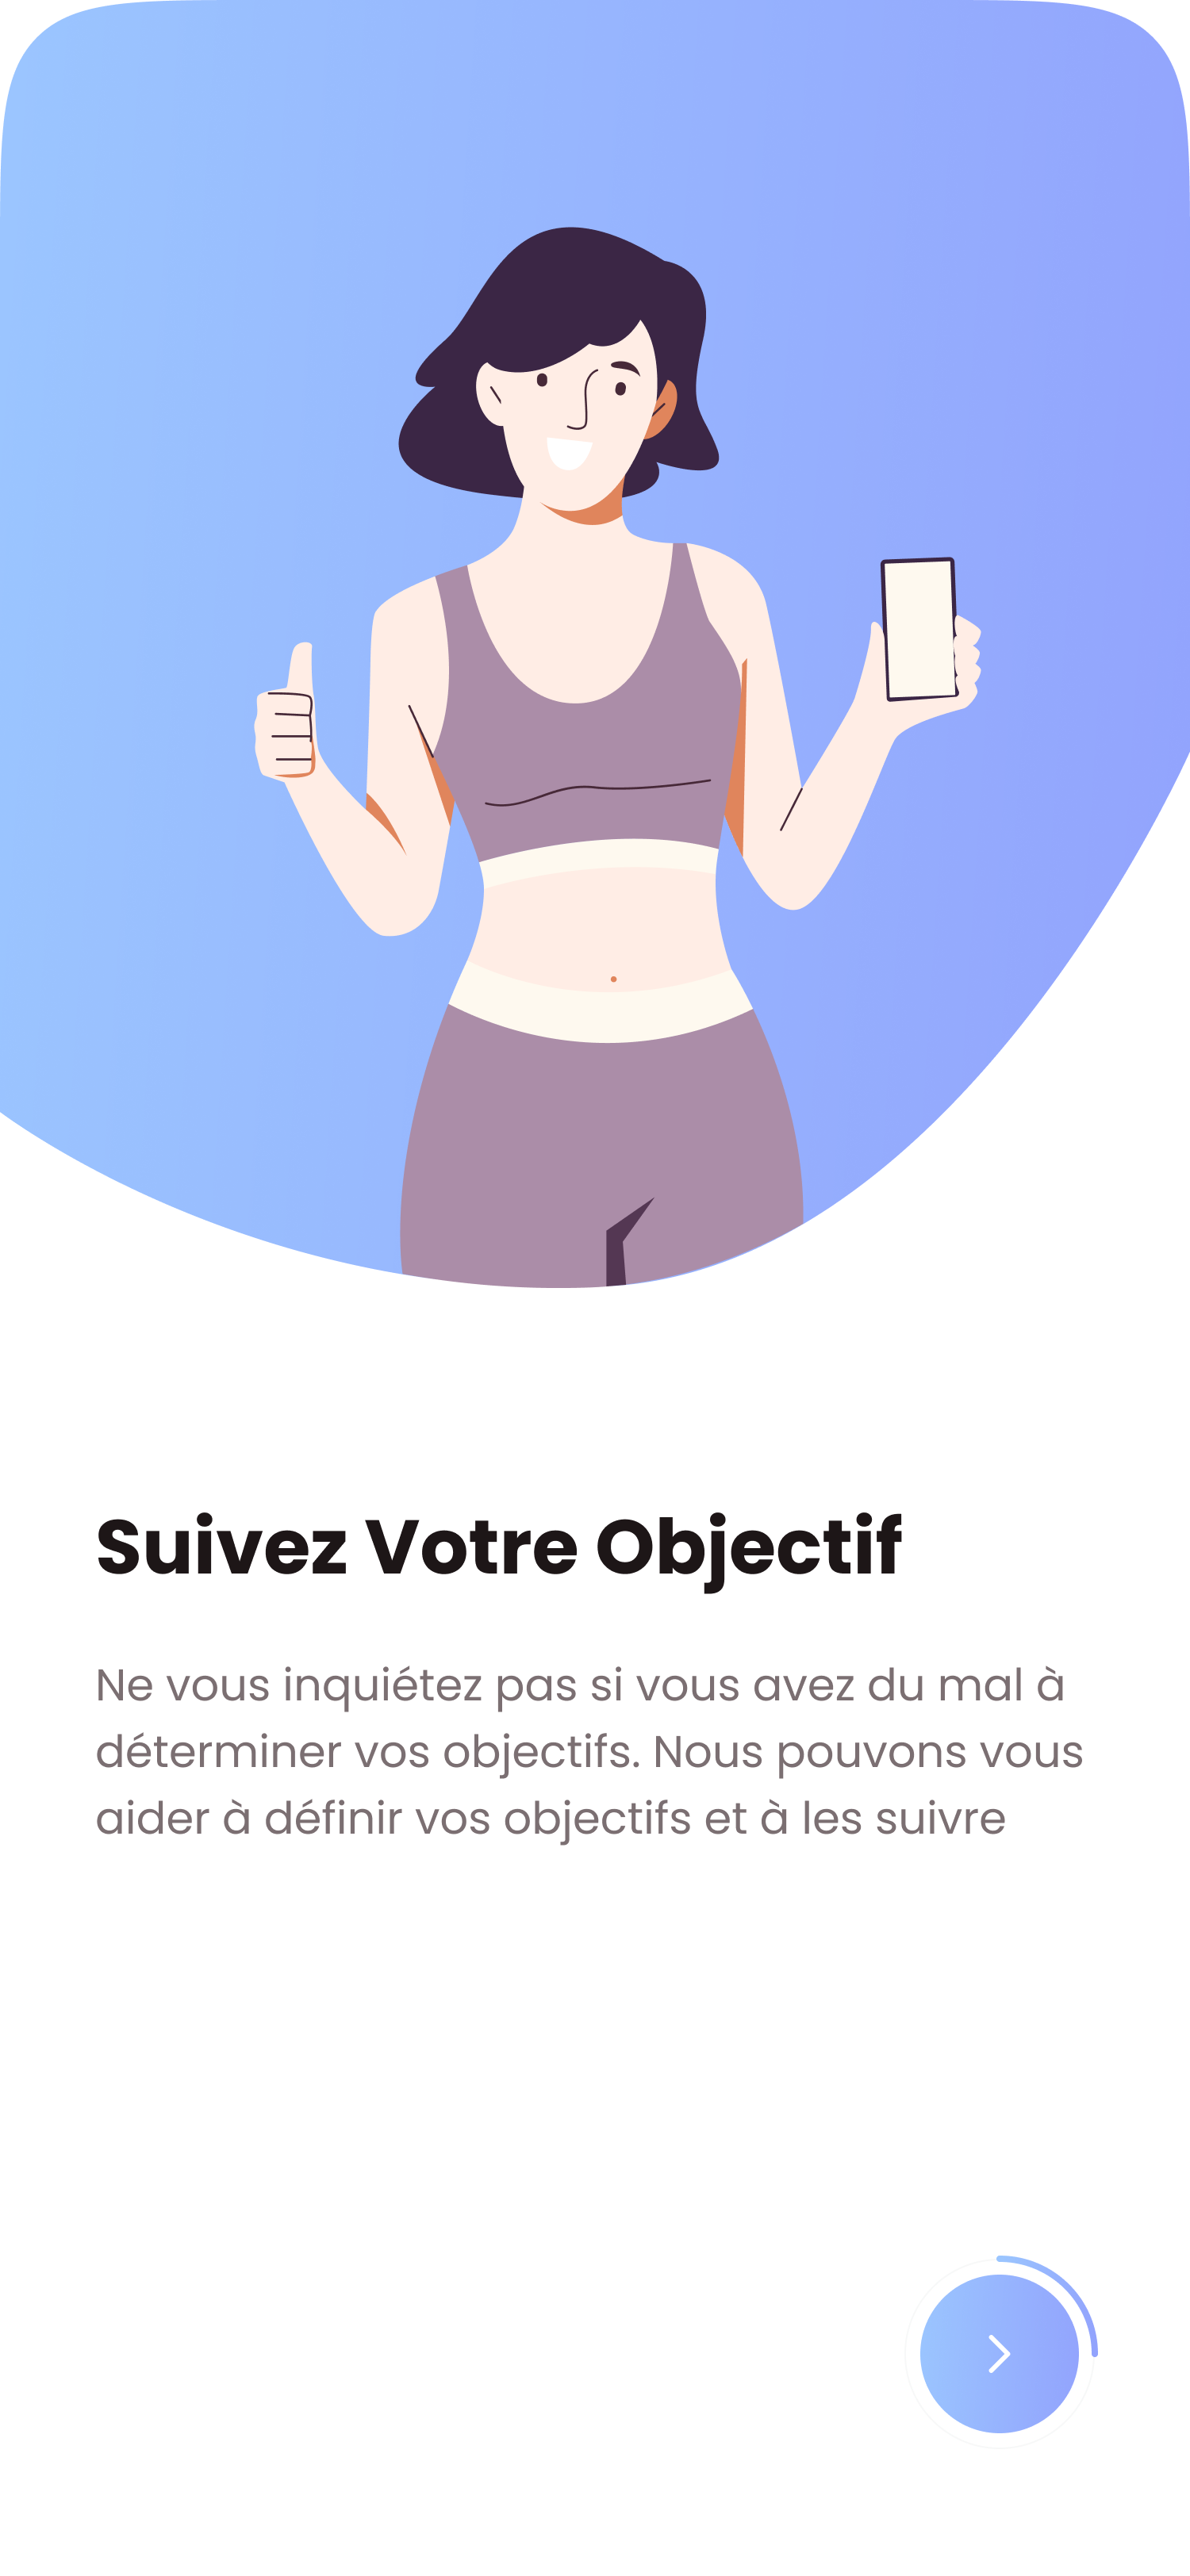 Suivez Votre Objectif
Ne vous inquiétez pas si vous avez du mal à
déterminer vos objectifs. Nous pouvons vous
aider à définir vos objectifs et à les suivre